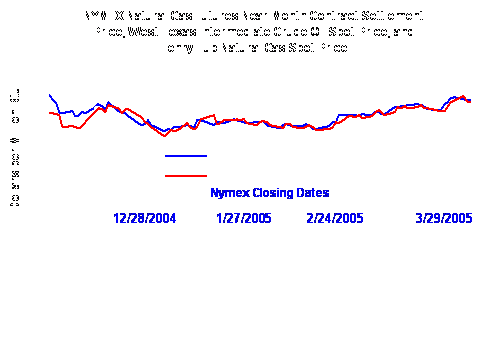 NYMEX Natural Gas Futures Near Month Contract Settlement
Price, West Texas Intermediate Crude Oil Spot Price, and
Henry Hub Natural Gas Spot Price
Nymex Closing Dates
12/28/2004 1/27/2005 2/24/2005 3/29/2005